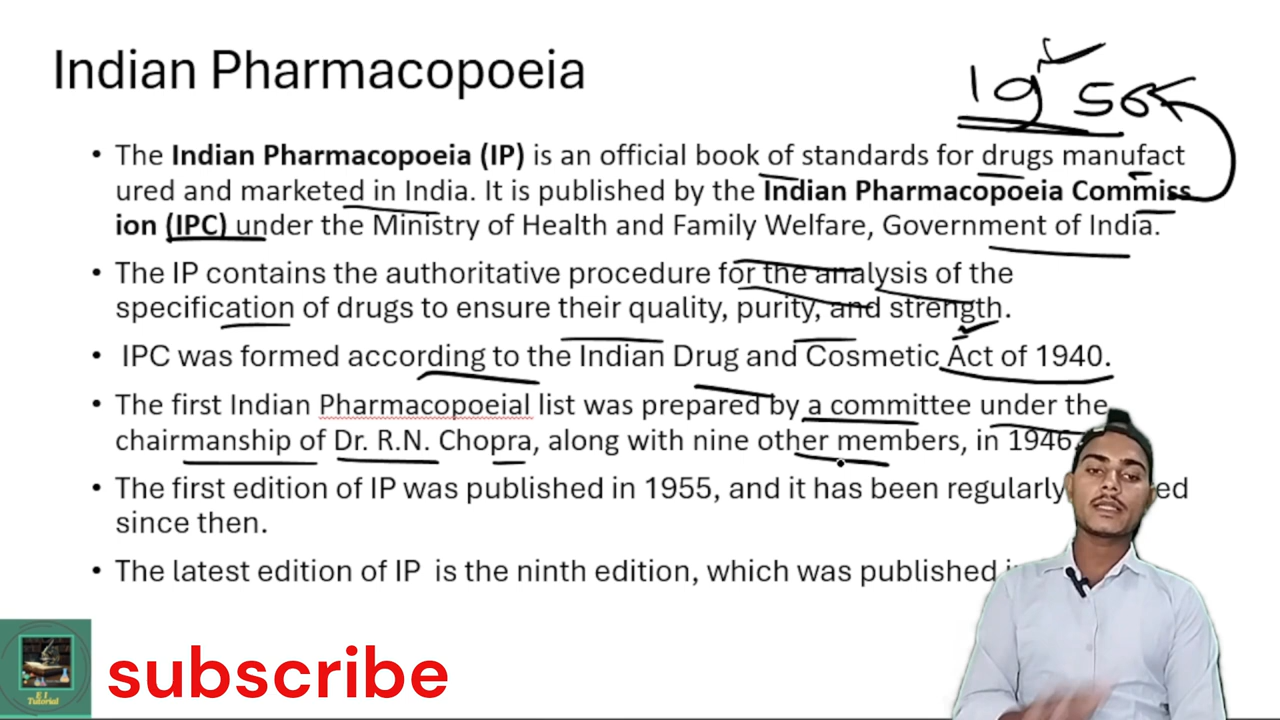 Indian Pharmacopoeia
1956
• The Indian Pharmacopoeia (IP) is an official book of standards for drugs manufact
ured and marketed in India. It is published by the Indian Pharmacopoeia Commiss
ion (IPC) under the Ministry of Health and Family Welfare, Government of India.
• The IP contains the authoritative procedure for the analysis of the
specification of drugs to ensure their quality, purity, and strength.
• IPC was formed according to the Indian Drug and Cosmetic Act of 1940.
• The first Indian Pharmacopoeial list was prepared by a committee under the
chairmanship of Dr. R.N. Chopra, along with nine other members, in 1946.
• The first edition of IP was published in 1955, and it has been regularly
since then.
• The latest edition of IP is the ninth edition, which was published
subscribe
E I
Tutorial